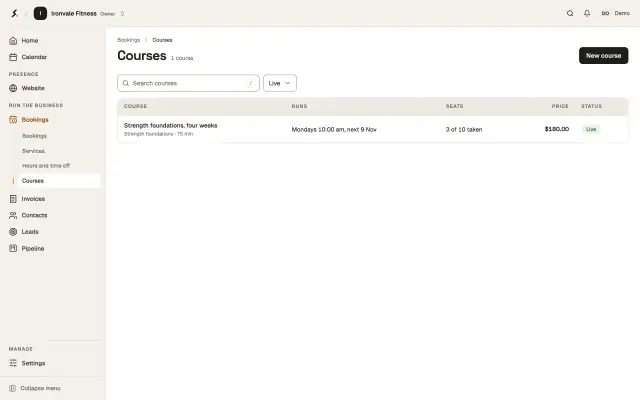 Ironvale Fitness Owner
Demo
Home
Calendar
PRESENCE
Website
RUN THE BUSINESS
Bookings
Bookings
Services
Hours and time off
Courses
Invoices
Contacts
Leads
Pipeline
MANAGE
Settings
Collapse menu
Bookings > Courses
Courses 1 course
New course
Search courses /
Live
COURSE RUNS SEATS PRICE STATUS
Strength foundations, four weeks
Strength foundations · 75 min
Mondays 10:00 am, next 9 Nov
3 of 10 taken
$180.00
Live